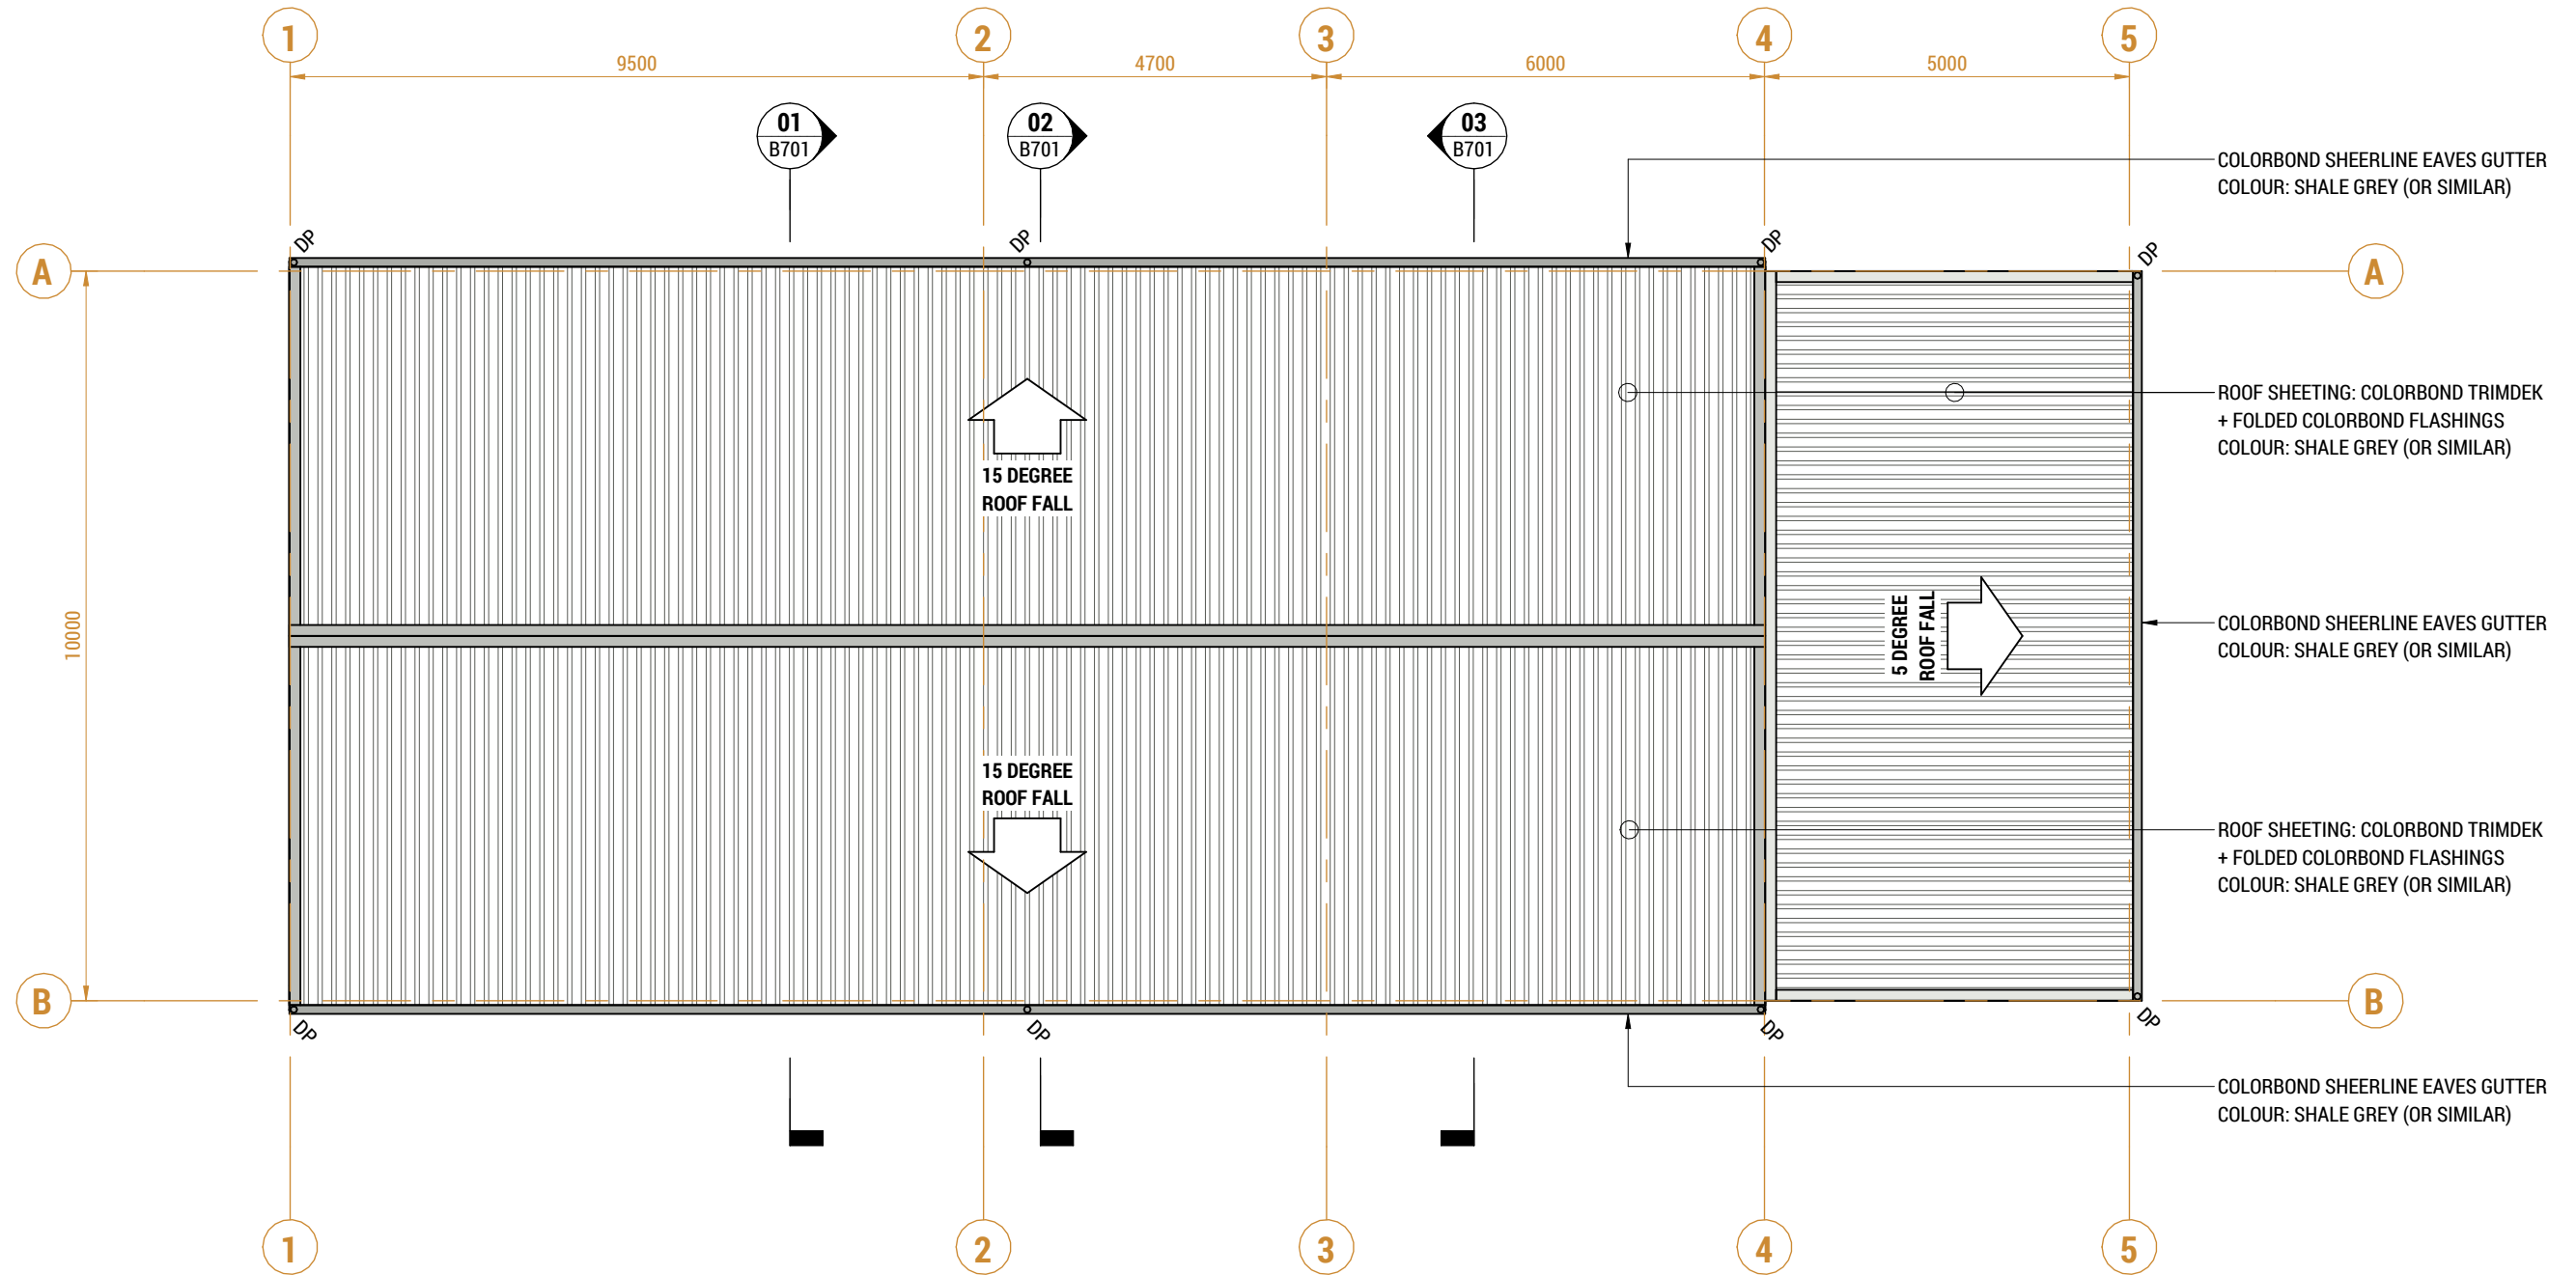 1
2
3
4
5
9500
4700
6000
5000
01
B701
02
B701
03
B701
COLORBOND SHEERLINE EAVES GUTTER
COLOUR: SHALE GREY (OR SIMILAR)
DP
DP
DP
DP
A
A
ROOF SHEETING: COLORBOND TRIMDEK
+ FOLDED COLORBOND FLASHINGS
COLOUR: SHALE GREY (OR SIMILAR)
15 DEGREE
ROOF FALL
10000
5 DEGREE
ROOF FALL
COLORBOND SHEERLINE EAVES GUTTER
COLOUR: SHALE GREY (OR SIMILAR)
15 DEGREE
ROOF FALL
ROOF SHEETING: COLORBOND TRIMDEK
+ FOLDED COLORBOND FLASHINGS
COLOUR: SHALE GREY (OR SIMILAR)
B
B
DP
DP
DP
DP
COLORBOND SHEERLINE EAVES GUTTER
COLOUR: SHALE GREY (OR SIMILAR)
1
2
3
4
5